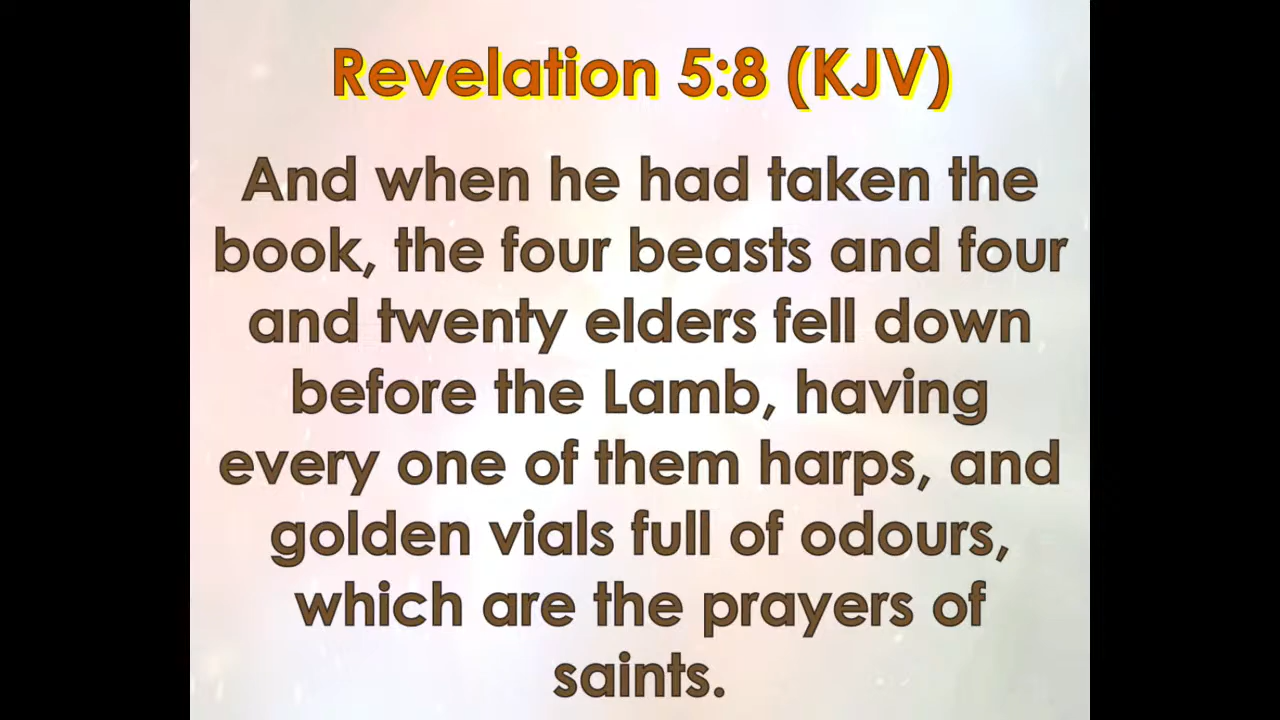 Revelation 5:8 (KJV)
And when he had taken the
book, the four beasts and four
and twenty elders fell down
before the Lamb, having
every one of them harps, and
golden vials full of odours,
which are the prayers of
saints.